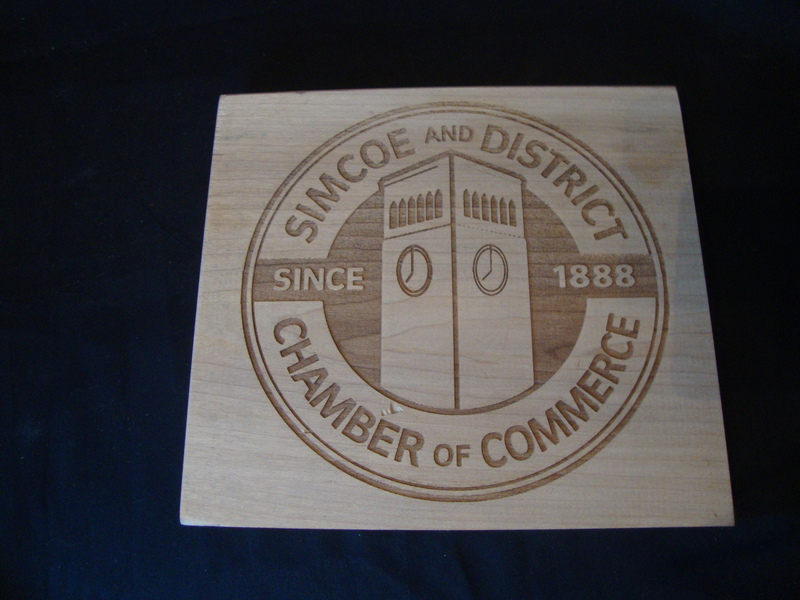 SIMCOE AND DISTRICT
SINCE 1888
CHAMBER OF COMMERCE